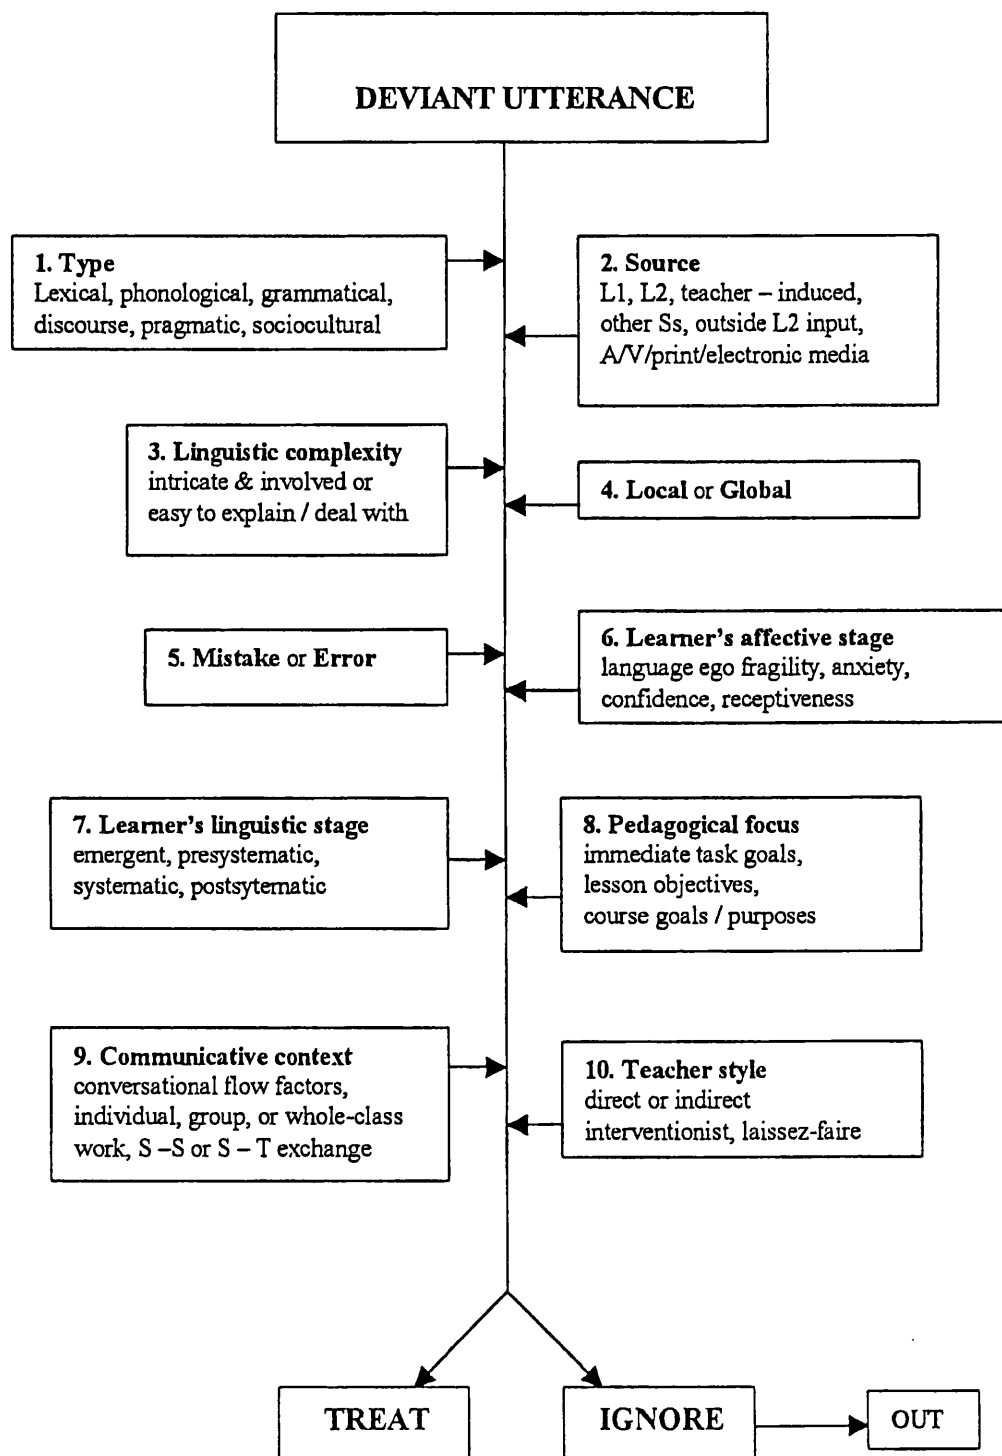 DEVIANT UTTERANCE
1. Type
Lexical, phonological, grammatical,
discourse, pragmatic, sociocultural
2. Source
L1, L2, teacher – induced,
other Ss, outside L2 input,
A/V/print/electronic media
3. Linguistic complexity
intricate & involved or
easy to explain / deal with
4. Local or Global
5. Mistake or Error
6. Learner's affective stage
language ego fragility, anxiety,
confidence, receptiveness
7. Learner's linguistic stage
emergent, presystematic,
systematic, postsytematic
8. Pedagogical focus
immediate task goals,
lesson objectives,
course goals / purposes
9. Communicative context
conversational flow factors,
individual, group, or whole-class
work, S –S or S – T exchange
10. Teacher style
direct or indirect
interventionist, laissez-faire
TREAT
IGNORE
OUT